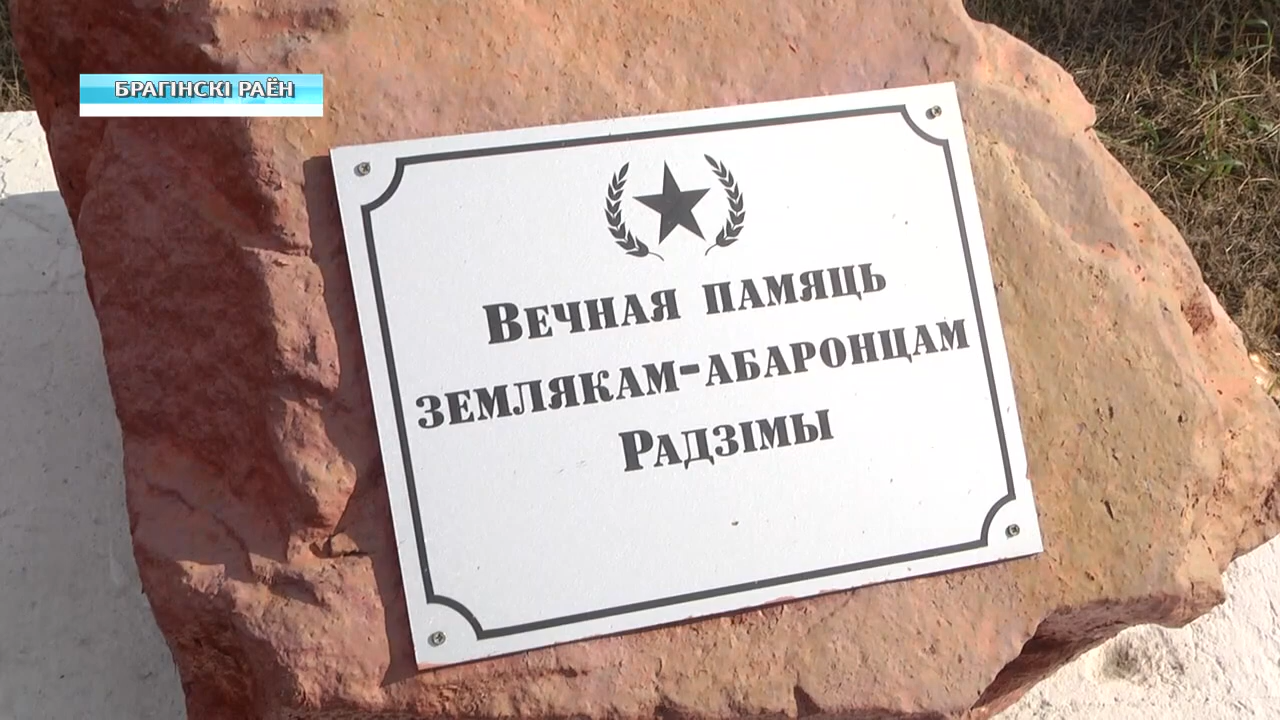 БРАГІНСКІ РАЁН
Вечная памяць
землякам-абаронцам
Радзімы